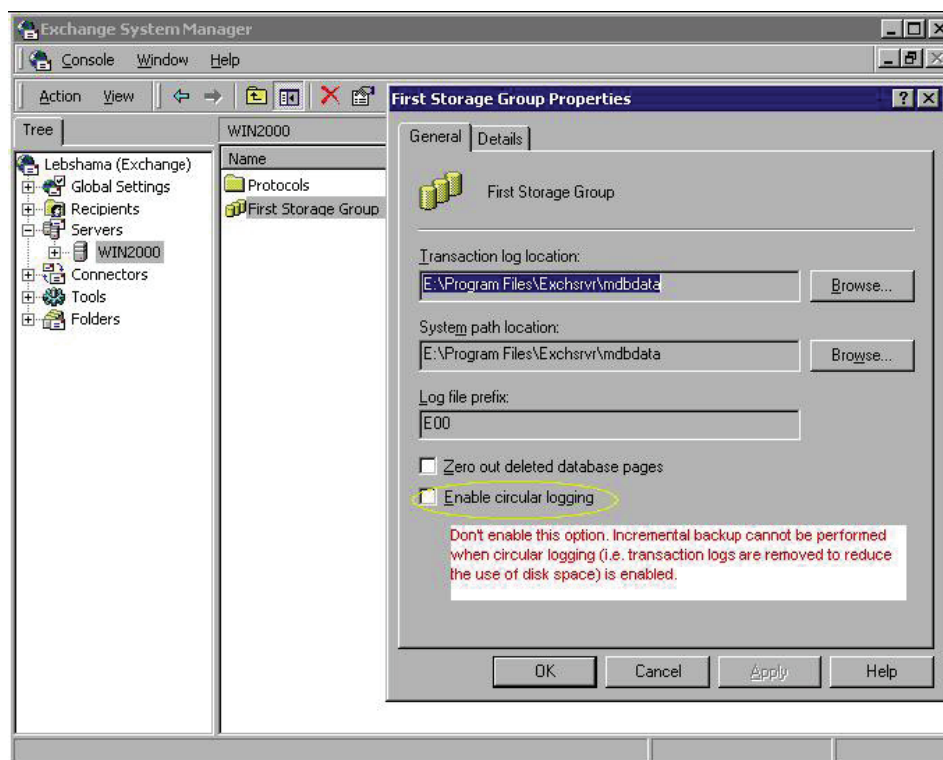 Exchange System Manager
Console Window Help
Action View
First Storage Group Properties
Tree
WIN2000
General Details
Name
Lebshama (Exchange)
Global Settings
Recipients
Servers
WIN2000
Connectors
Tools
Folders
Protocols
First Storage Group
First Storage Group
Transaction log location:
E:\Program Files\Exchsrvr\mdbdata
Browse...
System path location:
E:\Program Files\Exchsrvr\mdbdata
Browse...
Log file prefix:
E00
Zero out deleted database pages
Enable circular logging
Don't enable this option. Incremental backup cannot be performed
when circular logging (i.e. transaction logs are removed to reduce
the use of disk space) is enabled.
OK Cancel Apply Help